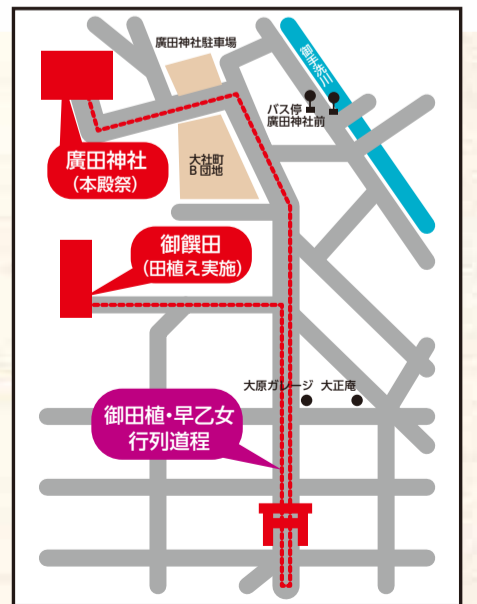 廣田神社駐車場
御手洗川
バス停
廣田神社前
廣田神社
(本殿祭)
大社町
B団地
御饌田
(田植え実施)
大原ガレージ 大正庵
御田植・早乙女
行列道程